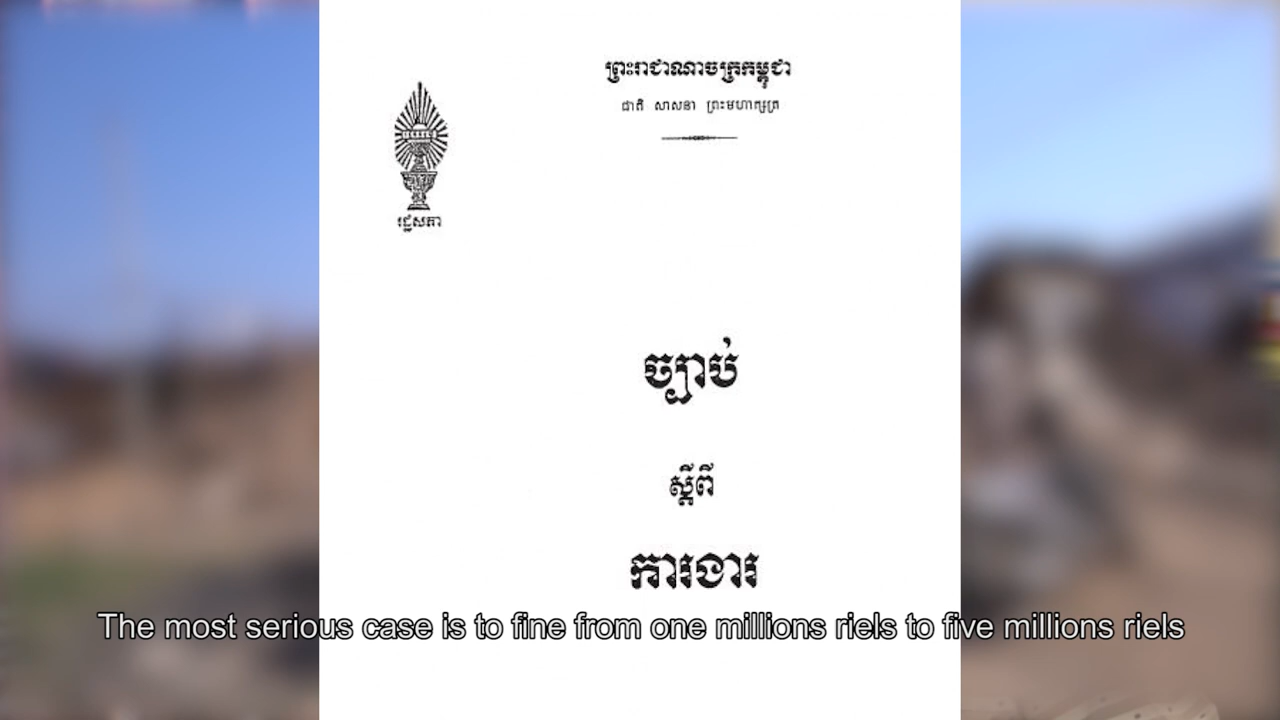 ព្រះរាជាណាចក្រកម្ពុជា
ជាតិ សាសនា ព្រះមហាក្សត្រ
រដ្ឋសភា
ច្បាប់
ស្តីពី
ការងារ
The most serious case is to fine from one millions riels to five millions riels